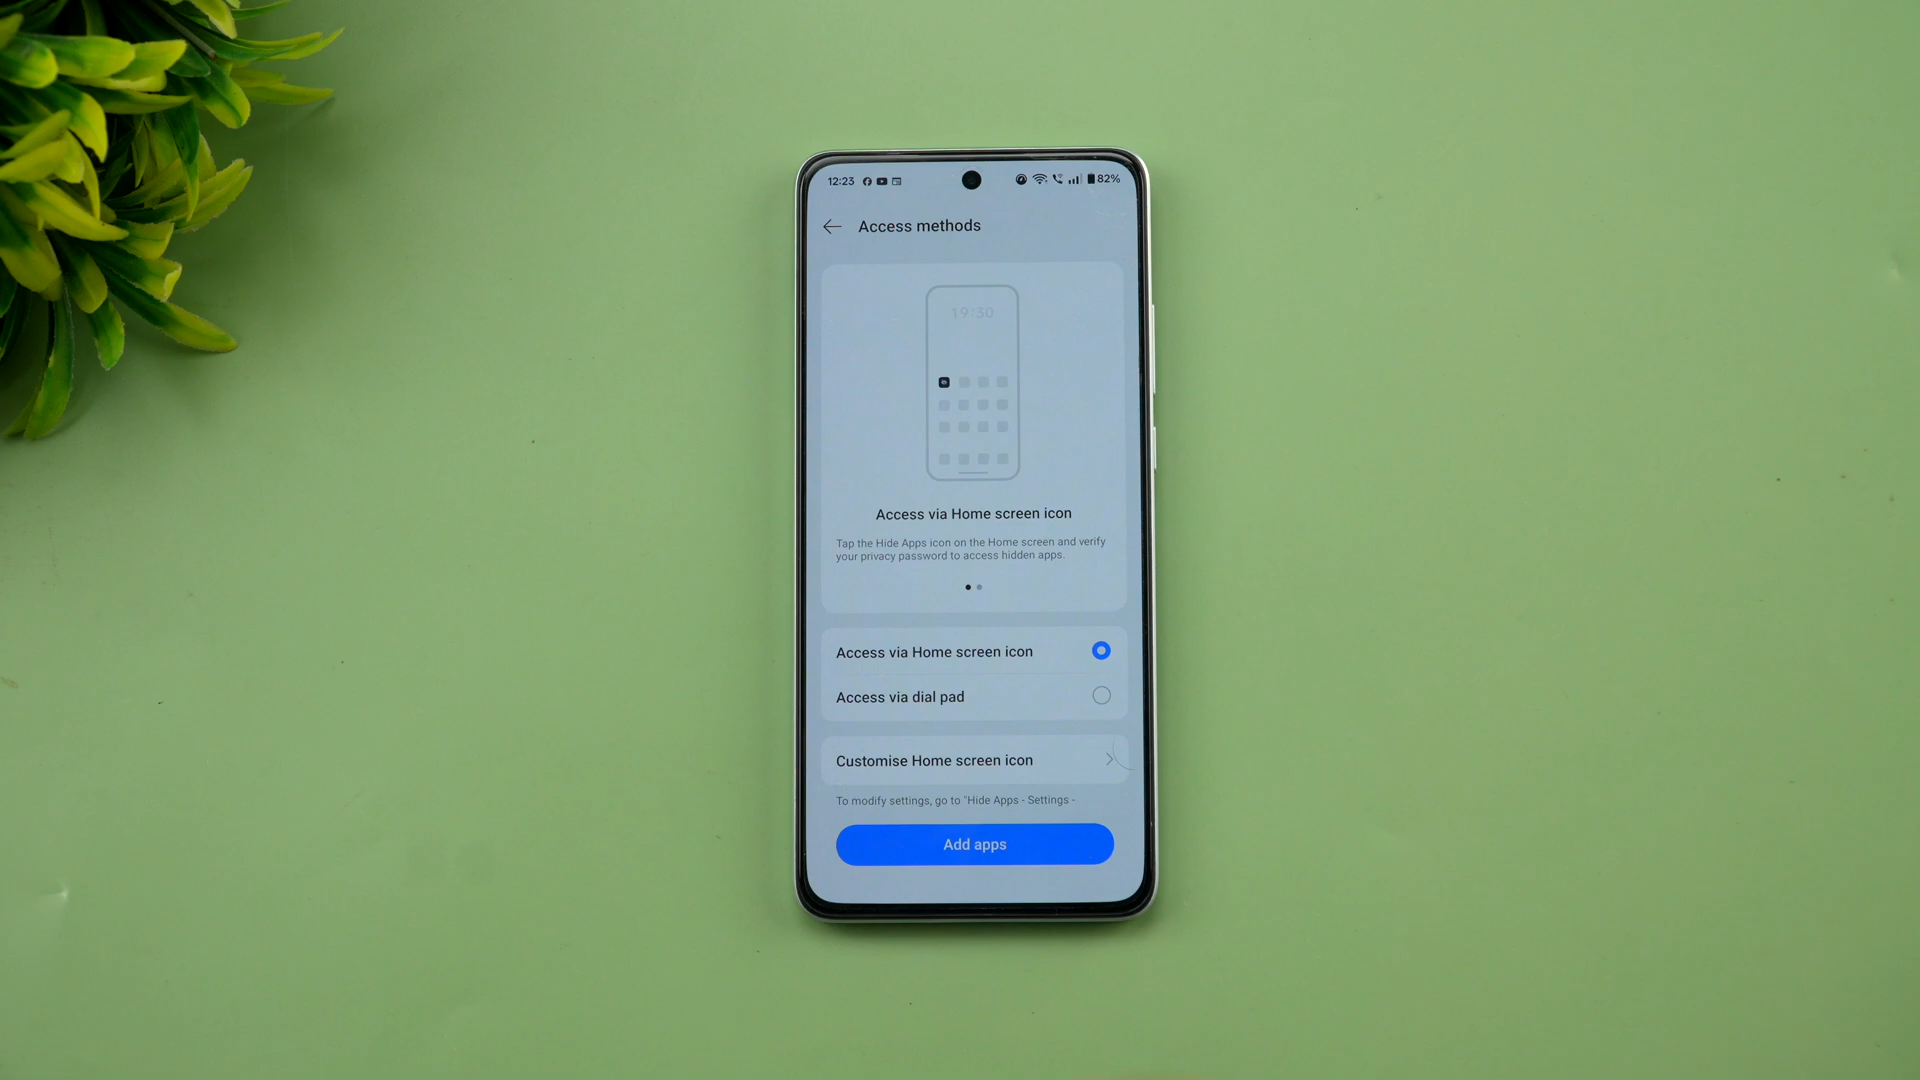 12:23
82%
Access methods
19:30
Access via Home screen icon
Tap the Hide Apps icon on the Home screen and verify
your privacy password to access hidden apps.
Access via Home screen icon
Access via dial pad
Customise Home screen icon
To modify settings, go to "Hide Apps - Settings -
Add apps